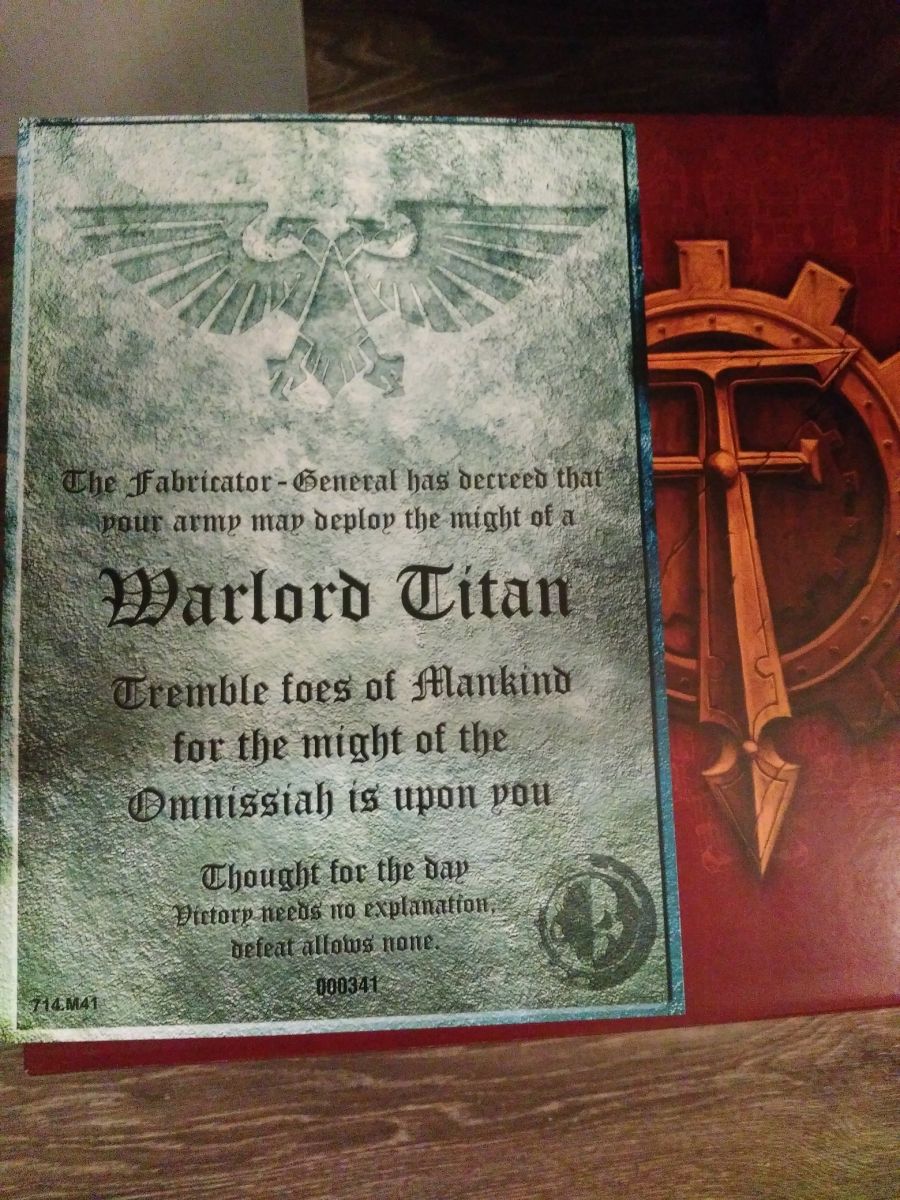 The Fabricator-General has decreed that
your army may deploy the might of a
Warlord Titan
Tremble foes of Mankind
for the might of the
Omnissiah is upon you
Thought for the day
Victory needs no explanation,
defeat allows none.
000341
714.M41